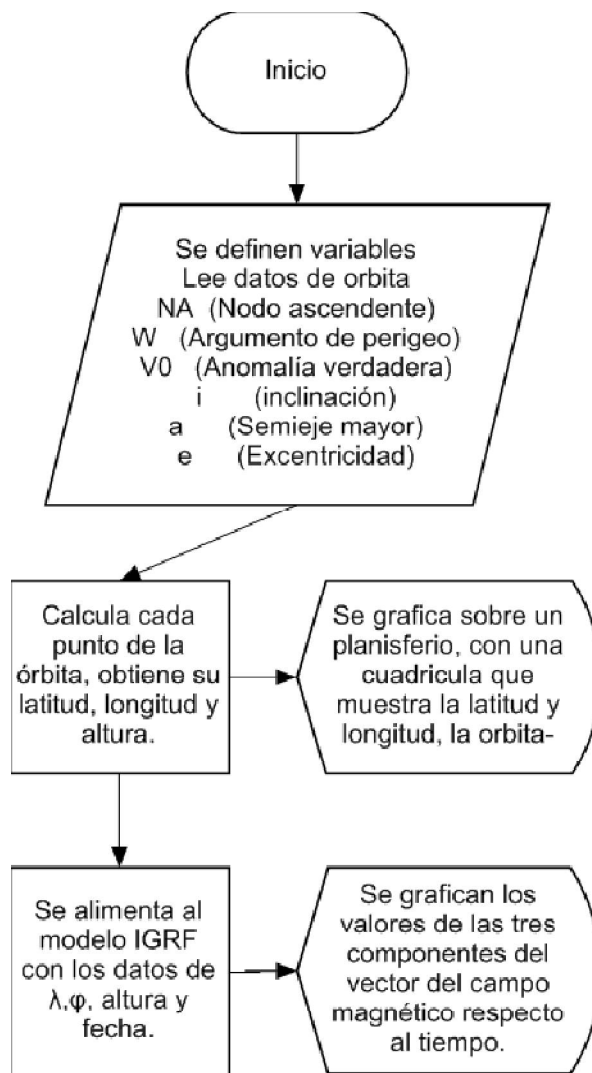 Inicio
Se definen variables
Lee datos de orbita
NA (Nodo ascendente)
W (Argumento de perigeo)
V0 (Anomalía verdadera)
i (inclinación)
a (Semieje mayor)
e (Excentricidad)
Calcula cada
punto de la
órbita, obtiene su
latitud, longitud y
altura.
Se grafica sobre un
planisferio, con una
cuadricula que
muestra la latitud y
longitud, la orbita-
Se alimenta al
modelo IGRF
con los datos de
λ,φ, altura y
fecha.
Se grafican los
valores de las tres
componentes del
vector del campo
magnético respecto
al tiempo.